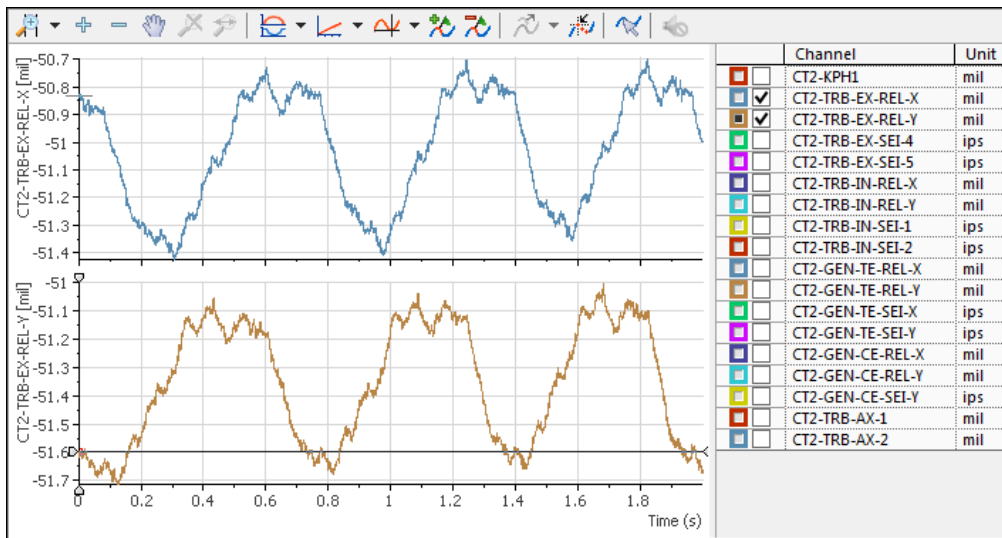 CT2-TRB-EX-REL-X [mil]
-50.7
-50.8
-50.9
-51
-51.1
-51.2
-51.3
-51.4
CT2-TRB-EX-REL-Y [mil]
-51
-51.1
-51.2
-51.3
-51.4
-51.5
-51.6
-51.7
0 0.2 0.4 0.6 0.8 1 1.2 1.4 1.6 1.8
Time (s)
Channel Unit
CT2-KPH1 mil
CT2-TRB-EX-REL-X mil
CT2-TRB-EX-REL-Y mil
CT2-TRB-EX-SEI-4 ips
CT2-TRB-EX-SEI-5 ips
CT2-TRB-IN-REL-X mil
CT2-TRB-IN-REL-Y mil
CT2-TRB-IN-SEI-1 ips
CT2-TRB-IN-SEI-2 ips
CT2-GEN-TE-REL-X mil
CT2-GEN-TE-REL-Y mil
CT2-GEN-TE-SEI-X ips
CT2-GEN-TE-SEI-Y ips
CT2-GEN-CE-REL-X mil
CT2-GEN-CE-REL-Y mil
CT2-GEN-CE-SEI-Y ips
CT2-TRB-AX-1 mil
CT2-TRB-AX-2 mil